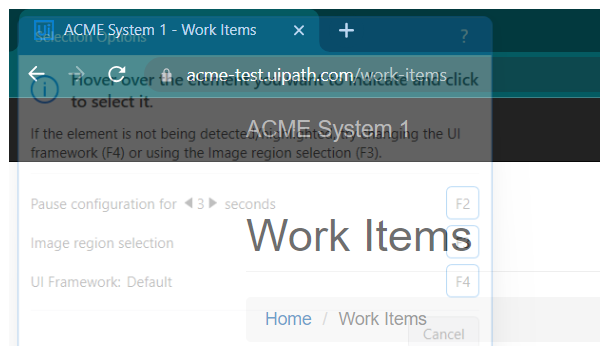 ACME System 1 - Work Items
Selection Options
?
acme-test.uipath.com/work-items
Hover over the element you want to indicate and click
to select it.
ACME System 1
If the element is not being detected/highlighted, try changing the UI
framework (F4) or using the Image region selection (F3).
Pause configuration for 3 seconds F2
Work Items
Image region selection
UI Framework: Default F4
Home / Work Items
Cancel